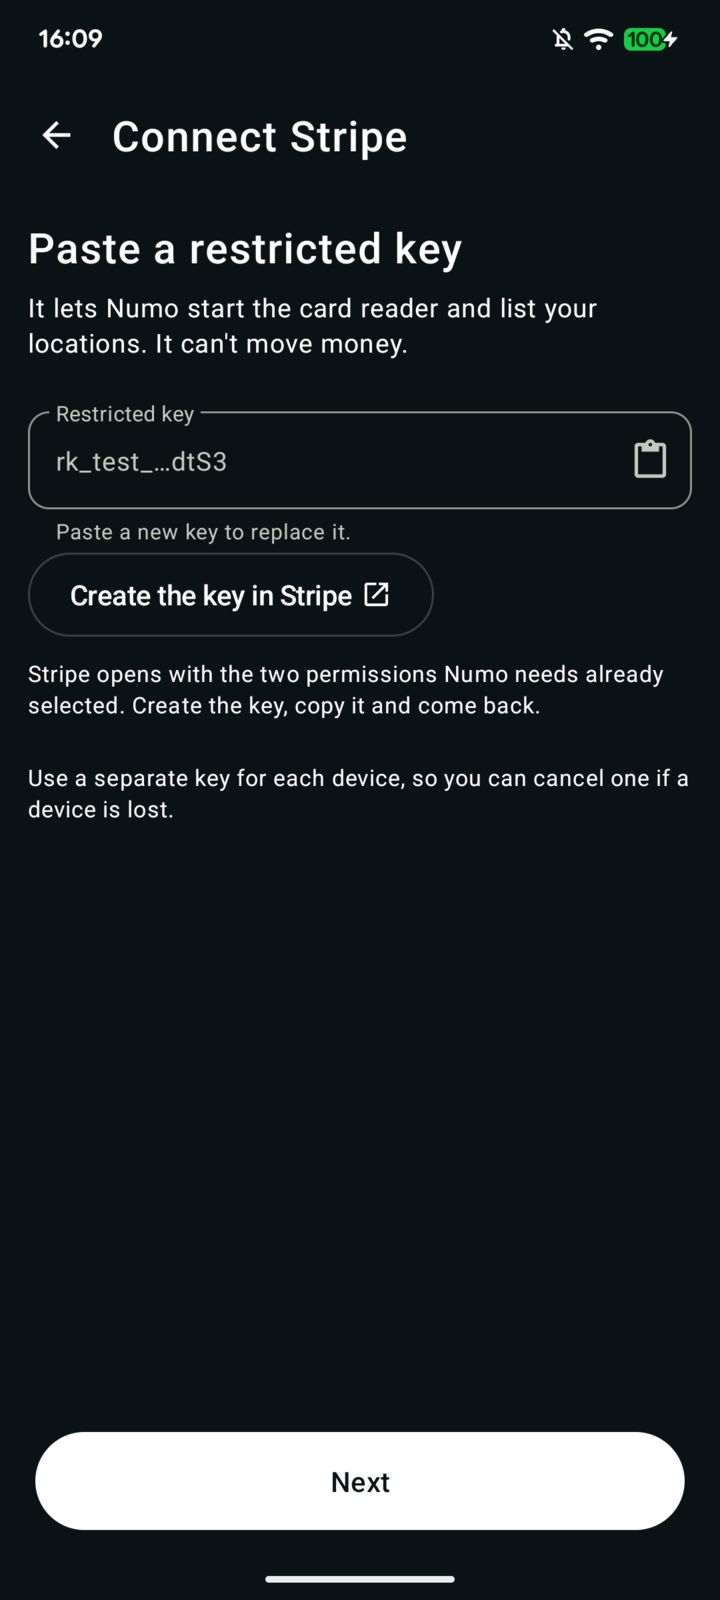 16:09
100
Connect Stripe
Paste a restricted key
It lets Numo start the card reader and list your
locations. It can't move money.
Restricted key
rk_test_…dtS3
Paste a new key to replace it.
Create the key in Stripe
Stripe opens with the two permissions Numo needs already
selected. Create the key, copy it and come back.
Use a separate key for each device, so you can cancel one if a
device is lost.
Next